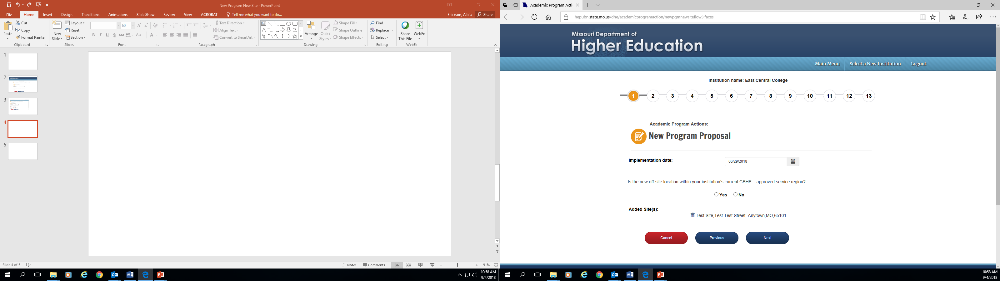 New Program New Site - PowerPoint
File Home Insert Design Transitions Animations Slide Show Review View ACROBAT Tell me what you want to do... Erickson, Alicia Share
Paste
Cut
Copy
Format Painter
Clipboard
New Slide
Layout
Reset
Section
Slides
60
B I U S abc AV Aa A
Font
Text Direction
Align Text
Convert to SmartArt
Paragraph
Arrange
Quick Styles
Shape Fill
Shape Outline
Shape Effects
Drawing
Find
Replace
Select
Editing
Share This File
WebEx
WebEx
1
2
3
4
5
Slide 4 of 5
Notes Comments 91%
10:58 AM
9/4/2018
Academic Program Acti
hepubn.state.mo.us/dhe/academicprogramaction/newpgmnewsiteflow3.faces
Missouri Department of
Higher Education
Main Menu Select a New Institution Logout
Institution name: East Central College
1 2 3 4 5 6 7 8 9 10 11 12 13
Academic Program Actions:
New Program Proposal
Implementation date: 06/29/2018
Is the new off-site location within your institution's current CBHE – approved service region?
Yes No
Added Site(s):
Test Site,Test Test Street, Anytown,MO,65101
Cancel Previous Next
10:58 AM
9/4/2018